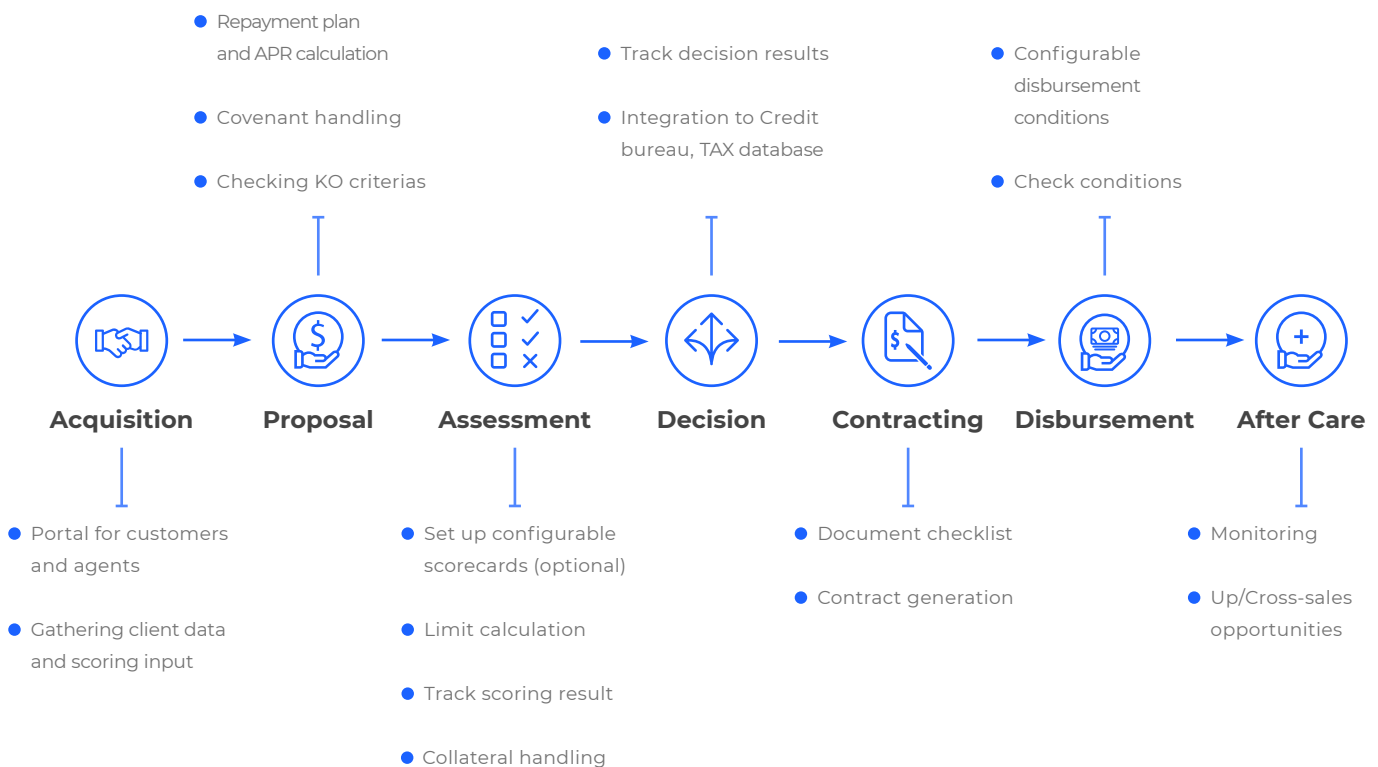 Repayment plan
and APR calculation
Covenant handling
Checking KO criterias
Track decision results
Integration to Credit
bureau, TAX database
Configurable
disbursement
conditions
Check conditions
$
$
Acquisition
Proposal
Assessment
Decision
Contracting
Disbursement
After Care
Portal for customers
and agents
Gathering client data
and scoring input
Set up configurable
scorecards (optional)
Limit calculation
Track scoring result
Collateral handling
Document checklist
Contract generation
Monitoring
Up/Cross-sales
opportunities